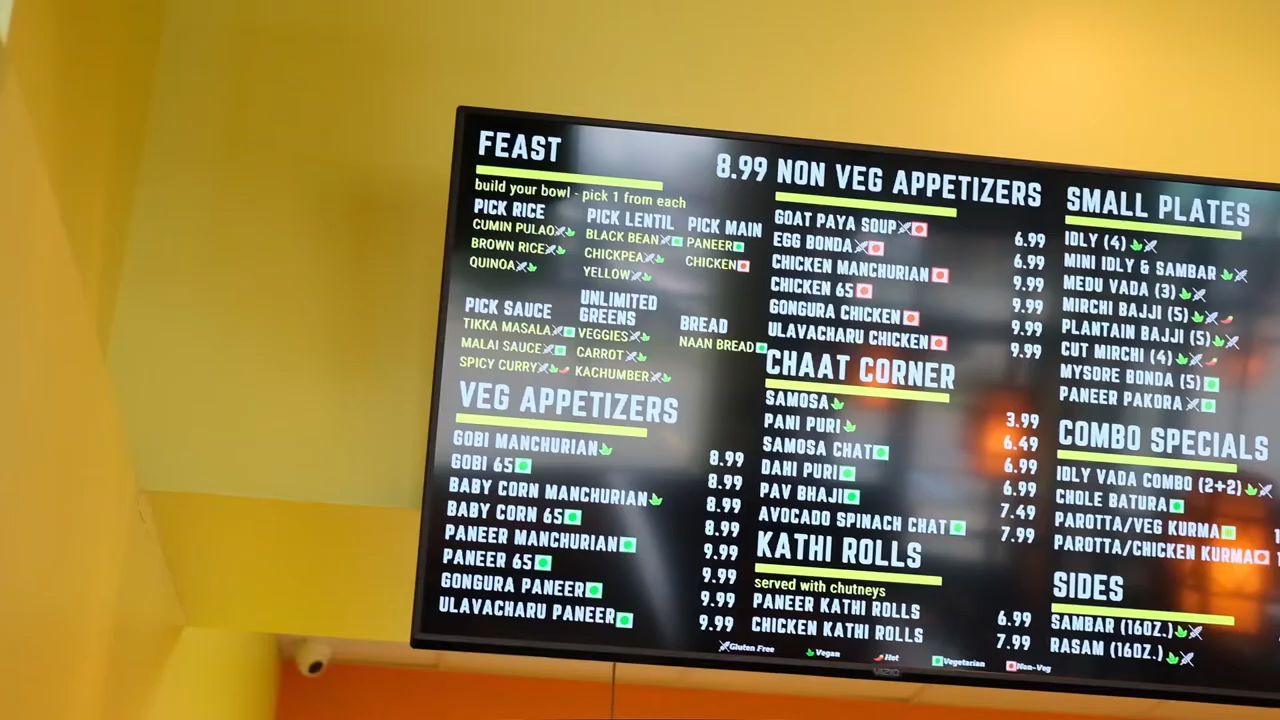 FEAST 8.99
build your bowl - pick 1 from each
PICK RICE
CUMIN PULAO
BROWN RICE
QUINOA
PICK LENTIL
BLACK BEAN
CHICKPEA
YELLOW
PICK MAIN
PANEER
CHICKEN
PICK SAUCE
TIKKA MASALA
MALAI SAUCE
SPICY CURRY
UNLIMITED
GREENS
VEGGIES
CARROT
KACHUMBER
BREAD
NAAN BREAD
VEG APPETIZERS
GOBI MANCHURIAN 8.99
GOBI 65 8.99
BABY CORN MANCHURIAN 8.99
BABY CORN 65 8.99
PANEER MANCHURIAN 9.99
PANEER 65 9.99
GONGURA PANEER 9.99
ULAVACHARU PANEER 9.99
NON VEG APPETIZERS
GOAT PAYA SOUP 6.99
EGG BONDA 6.99
CHICKEN MANCHURIAN 9.99
CHICKEN 65 9.99
GONGURA CHICKEN 9.99
ULAVACHARU CHICKEN 9.99
CHAAT CORNER
SAMOSA 3.99
PANI PURI 6.49
SAMOSA CHAT 6.99
DAHI PURI 6.99
PAV BHAJI 7.49
AVOCADO SPINACH CHAT 7.99
KATHI ROLLS
served with chutneys
PANEER KATHI ROLLS 6.99
CHICKEN KATHI ROLLS 7.99
SMALL PLATES
IDLY (4)
MINI IDLY & SAMBAR
MEDU VADA (3)
MIRCHI BAJJI (5)
PLANTAIN BAJJI (5)
CUT MIRCHI (4)
MYSORE BONDA (5)
PANEER PAKORA
COMBO SPECIALS
IDLY VADA COMBO (2+2)
CHOLE BATURA
PAROTTA/VEG KURMA
PAROTTA/CHICKEN KURMA
SIDES
SAMBAR (16OZ.)
RASAM (16OZ.)
Gluten Free Vegan Hot Vegetarian Non-Veg
VIZIO